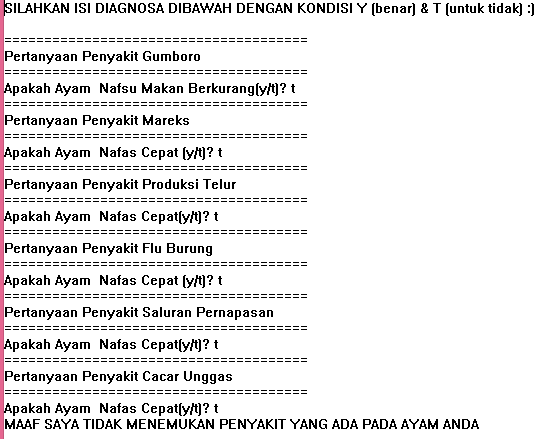 SILAHKAN ISI DIAGNOSA DIBAWAH DENGAN KONDISI Y (benar) & T (untuk tidak) :)
======================================
Pertanyaan Penyakit Gumboro
======================================
Apakah Ayam  Nafsu Makan Berkurang(y/t)? t
======================================
Pertanyaan Penyakit Mareks
======================================
Apakah Ayam  Nafas Cepat (y/t)? t
======================================
Pertanyaan Penyakit Produksi Telur
======================================
Apakah Ayam  Nafas Cepat(y/t)? t
======================================
Pertanyaan Penyakit Flu Burung
======================================
Apakah Ayam  Nafas Cepat (y/t)? t
======================================
Pertanyaan Penyakit Saluran Pernapasan
======================================
Apakah Ayam  Nafas Cepat(y/t)? t
======================================
Pertanyaan Penyakit Cacar Unggas
======================================
Apakah Ayam  Nafas Cepat(y/t)? t
MAAF SAYA TIDAK MENEMUKAN PENYAKIT YANG ADA PADA AYAM ANDA